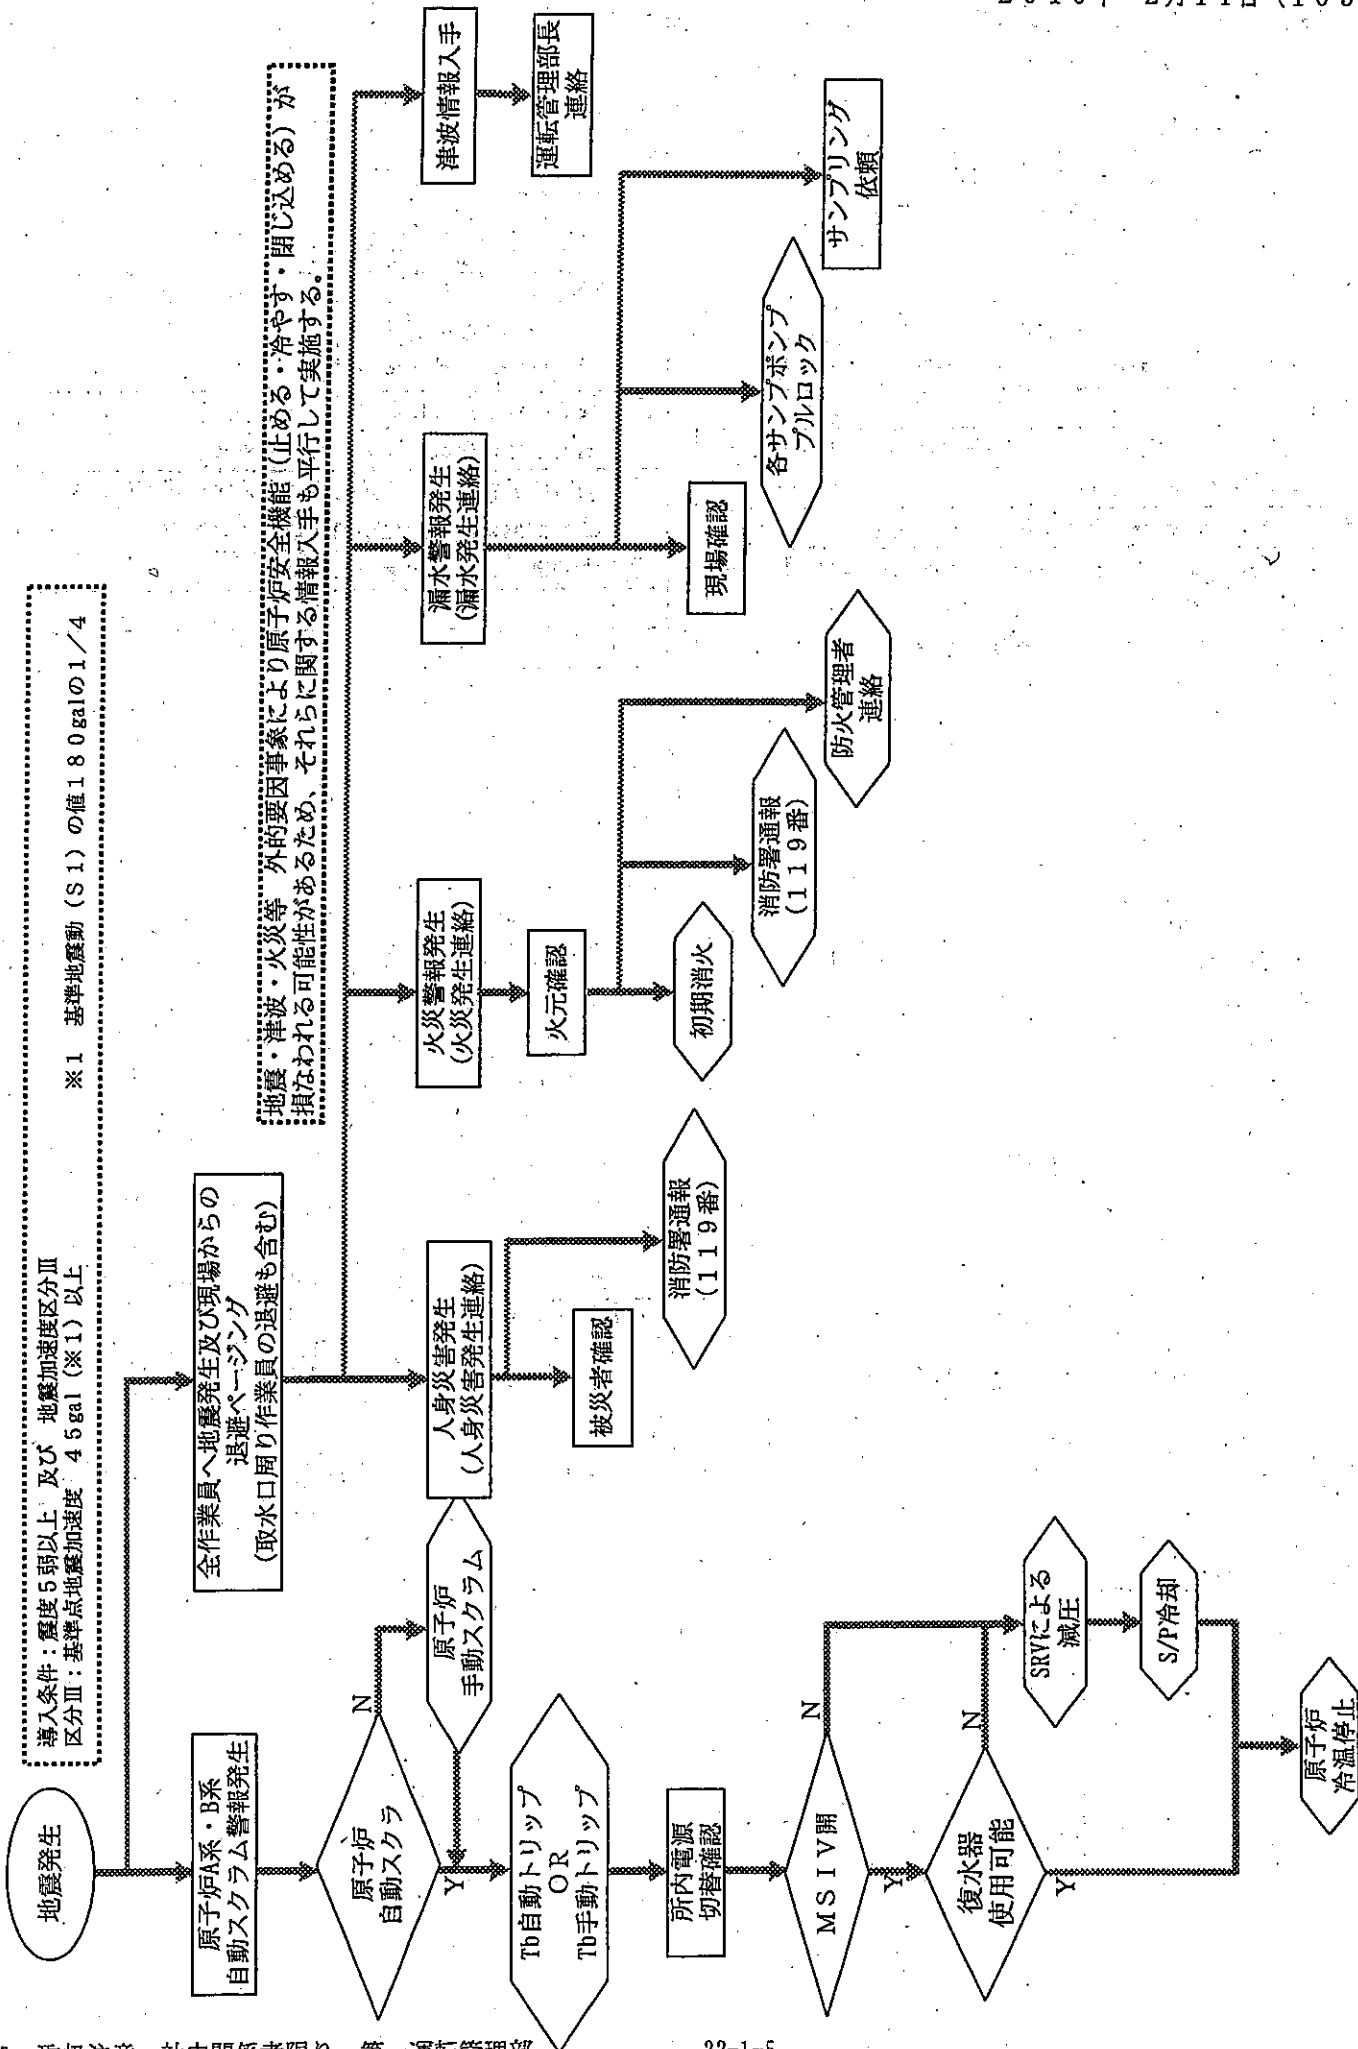 地震発生
導入条件：震度５弱以上 及び 地震加速度区分Ⅲ
区分Ⅲ：基準点地震加速度 ４５gal（※１）以上
※１ 基準地震動（S１）の値１８０galの１／４
原子炉A系・B系
自動スクラム警報発生
全作業員へ地震発生及び現場からの
退避ページング
（取水口周り作業員の退避も含む）
地震・津波・火災等 外的要因事象により原子炉安全機能（止める・冷やす・閉じ込める）が
損なわれる可能性があるため、それらに関する情報入手も平行して実施する。
原子炉
自動スクラ
N
Y
原子炉
手動スクラム
人身災害発生
(人身災害発生連絡)
被災者確認
消防署通報
(１１９番)
火災警報発生
(火災発生連絡)
火元確認
初期消火
消防署通報
(１１９番)
防火管理者
連絡
漏水警報発生
(漏水発生連絡)
現場確認
各サンプポンプ
プルロック
サンプリング
依頼
津波情報入手
運転管理部長
連絡
Tb自動トリップ
OR
Tb手動トリップ
所内電源
切替確認
MSIV開
N
Y
復水器
使用可能
N
Y
SRVによる
減圧
S/P冷却
原子炉
冷温停止
22-1-5